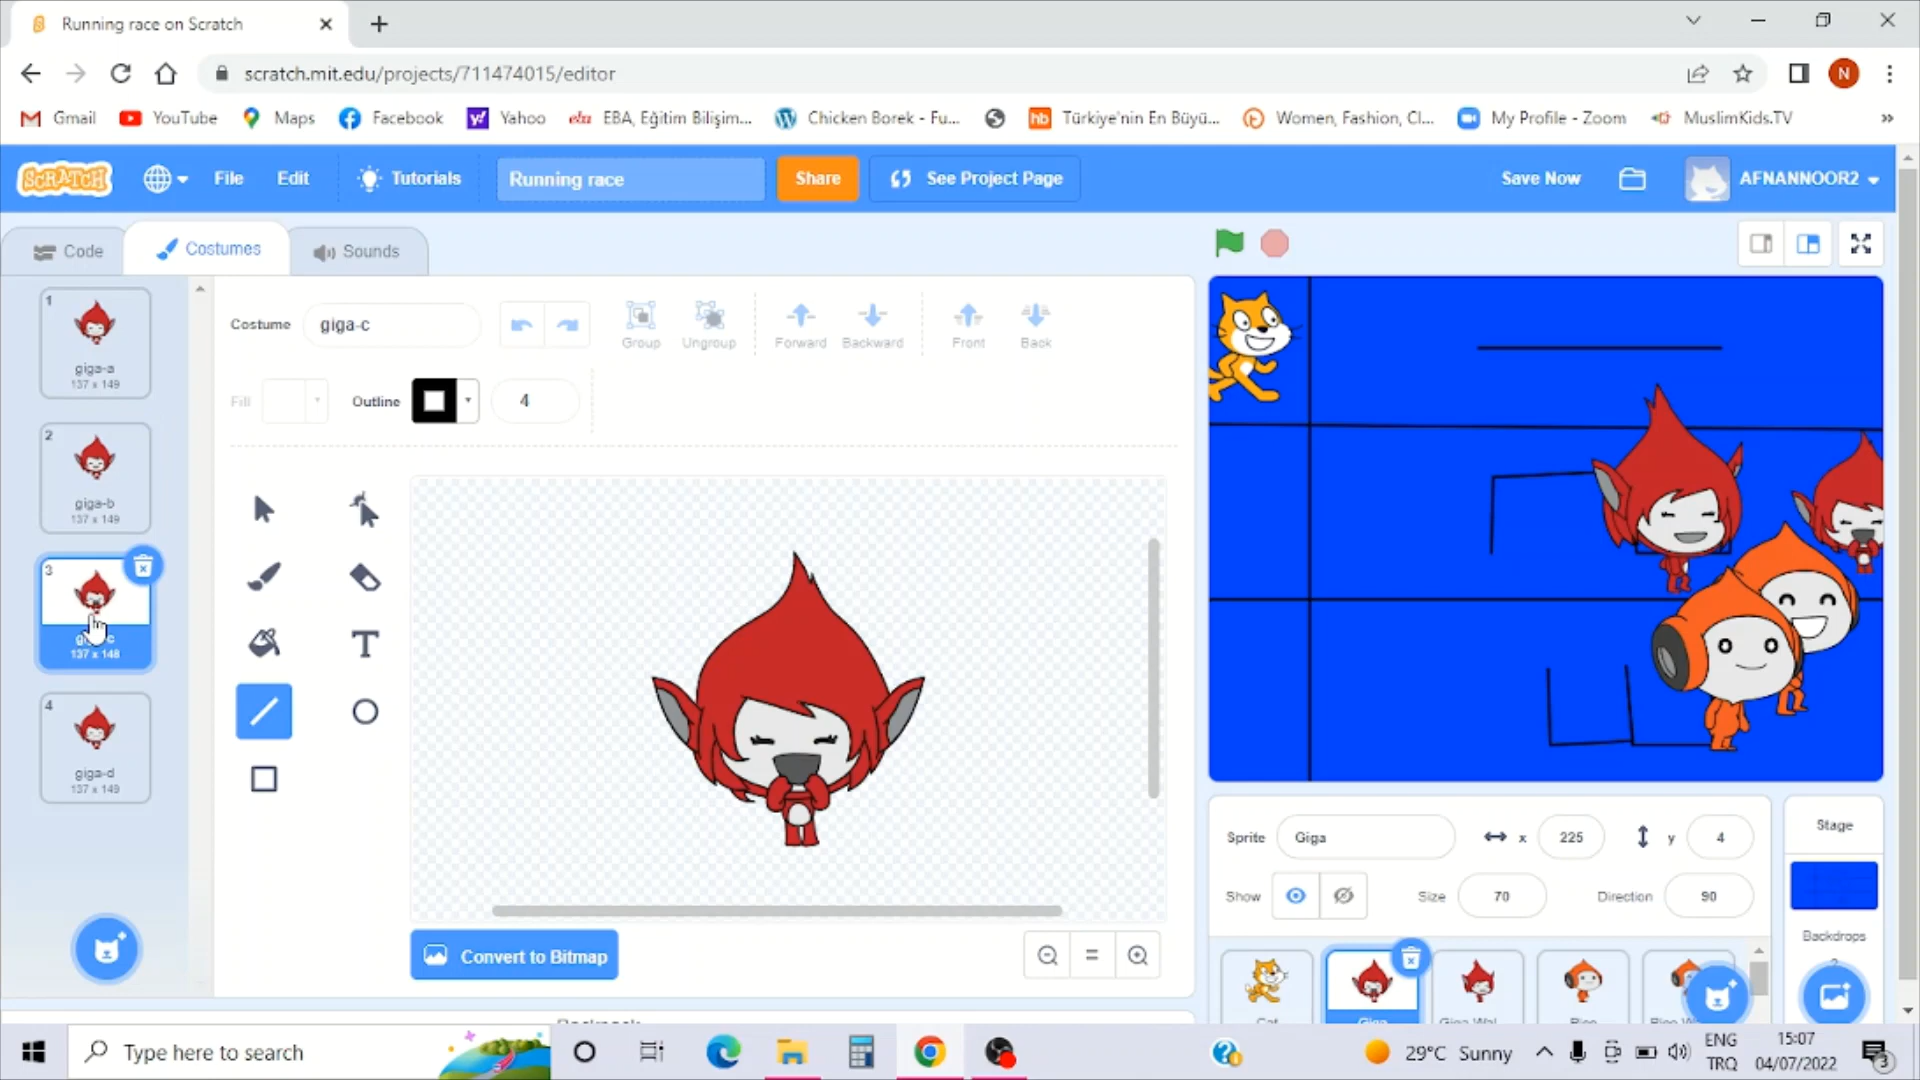 Running race on Scratch
scratch.mit.edu/projects/711474015/editor
Gmail
YouTube
Maps
Facebook
Yahoo
EBA, Eğitim Bilişim...
Chicken Borek - Fu...
Türkiye'nin En Büyü...
Women, Fashion, Cl...
My Profile - Zoom
MuslimKids.TV
SCRATCH
File
Edit
Tutorials
Running race
Share
See Project Page
Save Now
AFNANNOOR2
Code
Costumes
Sounds
1
giga-a
137 x 149
2
giga-b
137 x 149
3
137 x 148
4
giga-d
137 x 149
Costume
giga-c
Group
Ungroup
Forward
Backward
Front
Back
Fill
Outline
4
T
Convert to Bitmap
Sprite
Giga
x
225
y
4
Show
Size
70
Direction
90
Stage
Backdrops
Cat
Giga
Type here to search
29°C Sunny
ENG
TRQ
15:07
04/07/2022
3
N